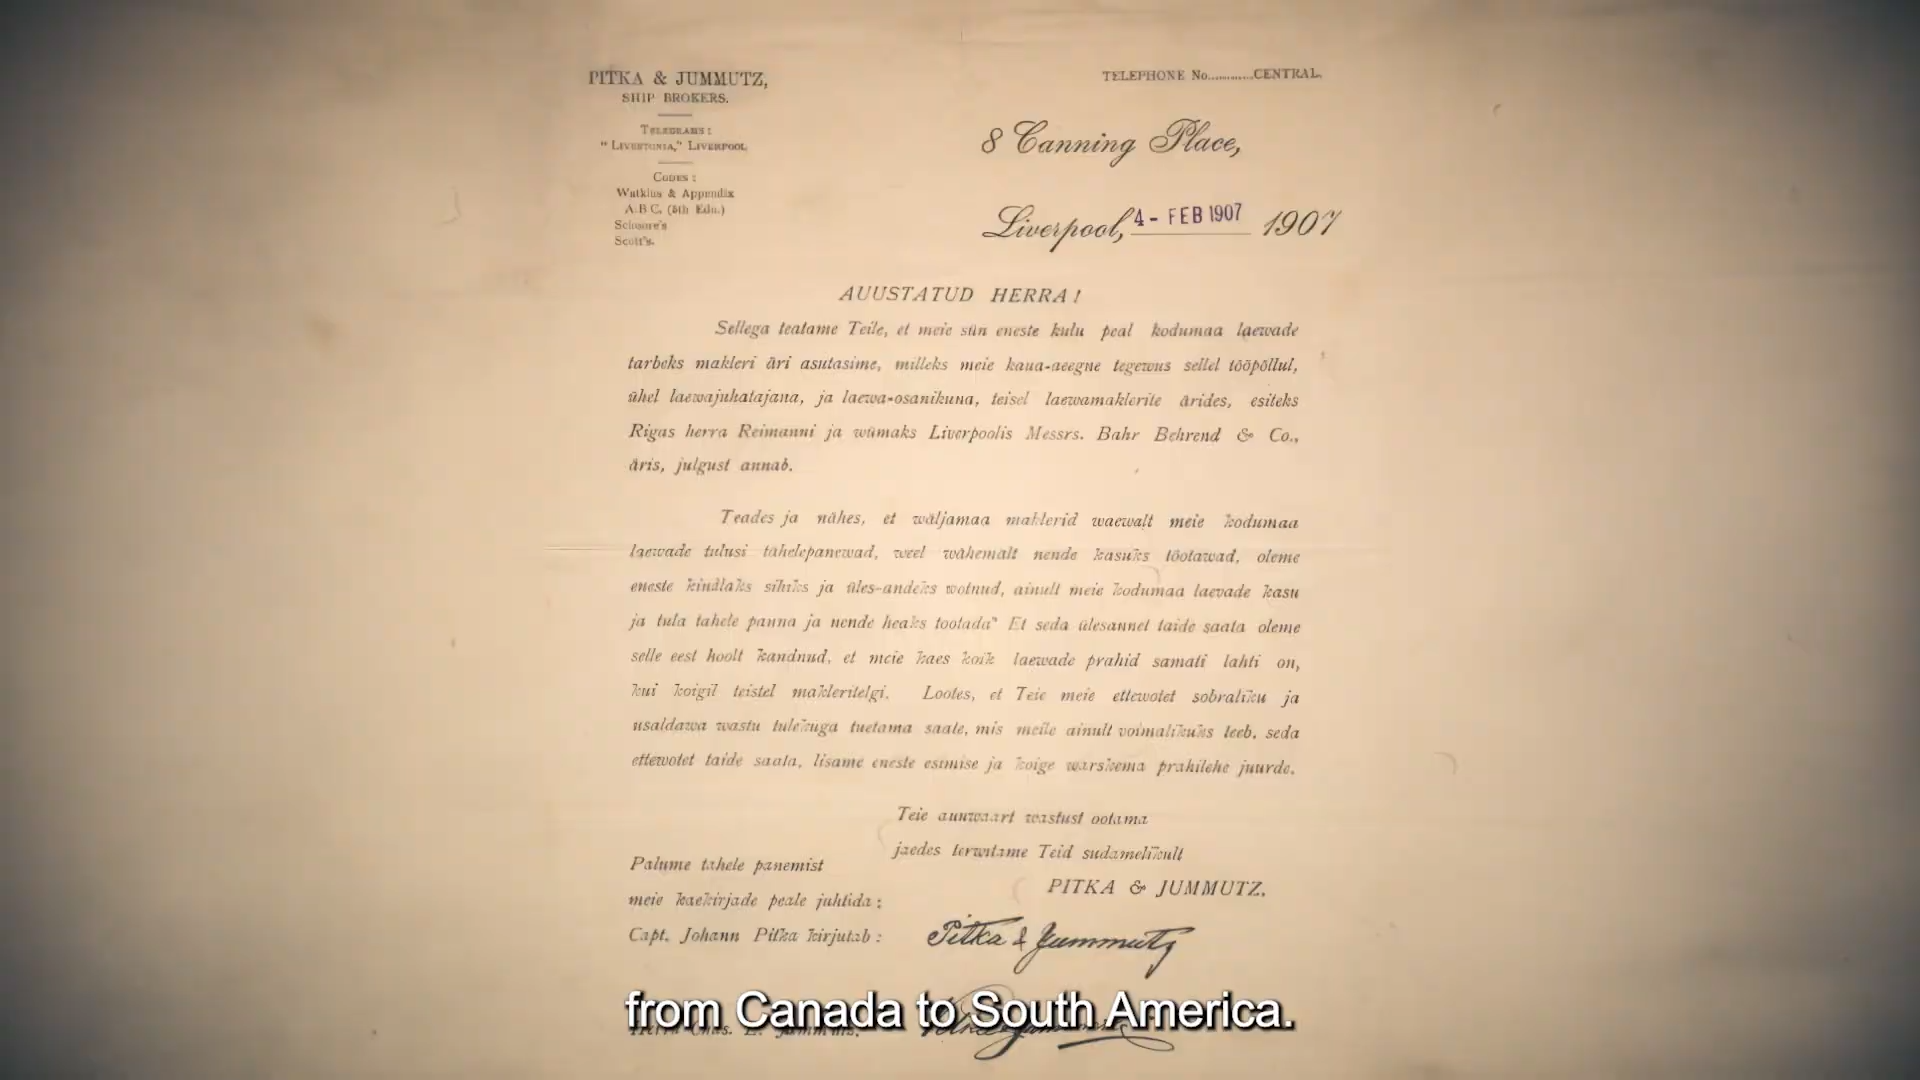 PITKA & JUMMUTZ,
SHIP BROKERS.
TELEGRAMS:
"LIVESTONIA," LIVERPOOL
CODES:
Watkins & Appendix
A B C. (5th Edn.)
Scott's.
TELEPHONE No............CENTRAL.
8 Canning Place,
Liverpool, 4 - FEB 1907 1907
AUUSTATUD HERRA!
Sellega teatame Teile, et meie siin eneste kulu peal kodumaa laewade
tarbeks makleri äri asutasime, milleks meie kaua-aeegne tegewus sellel tööpöllul,
ühel laewajuhatajana, ja laewa-osanikuna, teisel laewamaklerite ärides, esiteks
Rigas herra Reimanni ja wiimaks Liverpoolis Messrs. Bahr Behrend & Co.,
äris, julgust annab.
Teades ja nähes, et wäljamaa maklerid waewalt meie kodumaa
laewade tulusi tähelepanewad, weel wähemalt nende kasuks töötawad, oleme
eneste kindlaks sihiks ja üles-andeks wotnud, ainult meie kodumaa laevade kasu
ja tulu tahele panna ja nende heaks tootada" Et seda ülesannet taide saata oleme
selle eest hoolt kandnud, et meie kaes koik laewade prahid samati lahti on,
kui koigil teistel makleritelgi. Lootes, et Teie meie ettewotet sobraliku ja
usaldawa wastu tulekuga tuetama saate, mis meile ainult voimalikuks teeb, seda
ettewotet taide saata, lisame eneste esimise ja koige warskema prahilehe juurde.
Teie auuwaart wastust ootama
jaedes terwitame Teid sudamelikult
PITKA & JUMMUTZ.
Palume tahele panemist
meie kaekirjade peale juhtida:
Capt. Johann Pitka kirjutab: Pitka & Jummutz
from Canada to South America.